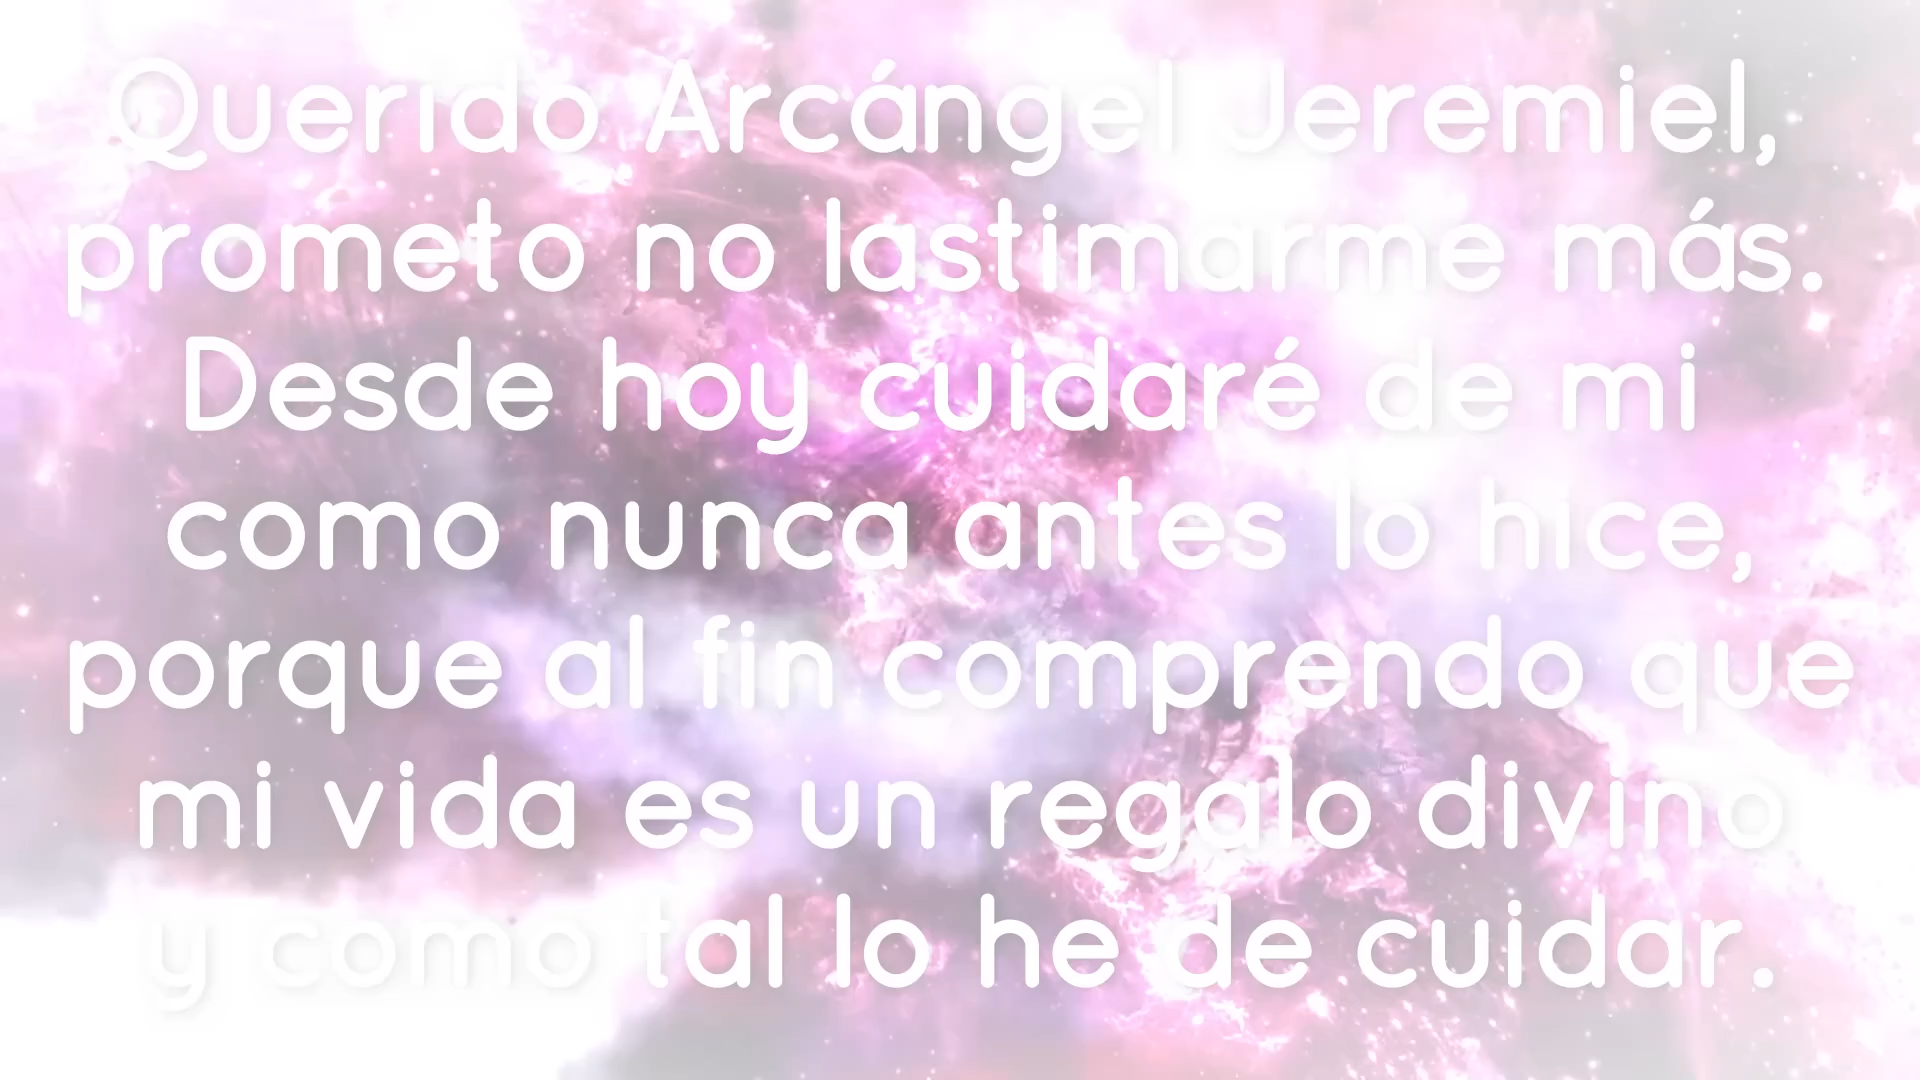 Querido Arcángel Jeremiel,
prometo no lastimarme más.
Desde hoy cuidaré de mi
como nunca antes lo hice,
porque al fin comprendo que
mi vida es un regalo divino
y como tal lo he de cuidar.